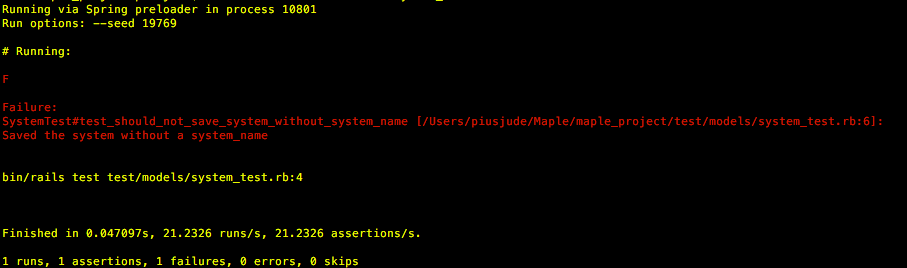 Running via Spring preloader in process 10801
Run options: --seed 19769
# Running:
F
Failure:
SystemTest#test_should_not_save_system_without_system_name [/Users/piusjude/Maple/maple_project/test/models/system_test.rb:6]:
Saved the system without a system_name
bin/rails test test/models/system_test.rb:4
Finished in 0.047097s, 21.2326 runs/s, 21.2326 assertions/s.
1 runs, 1 assertions, 1 failures, 0 errors, 0 skips